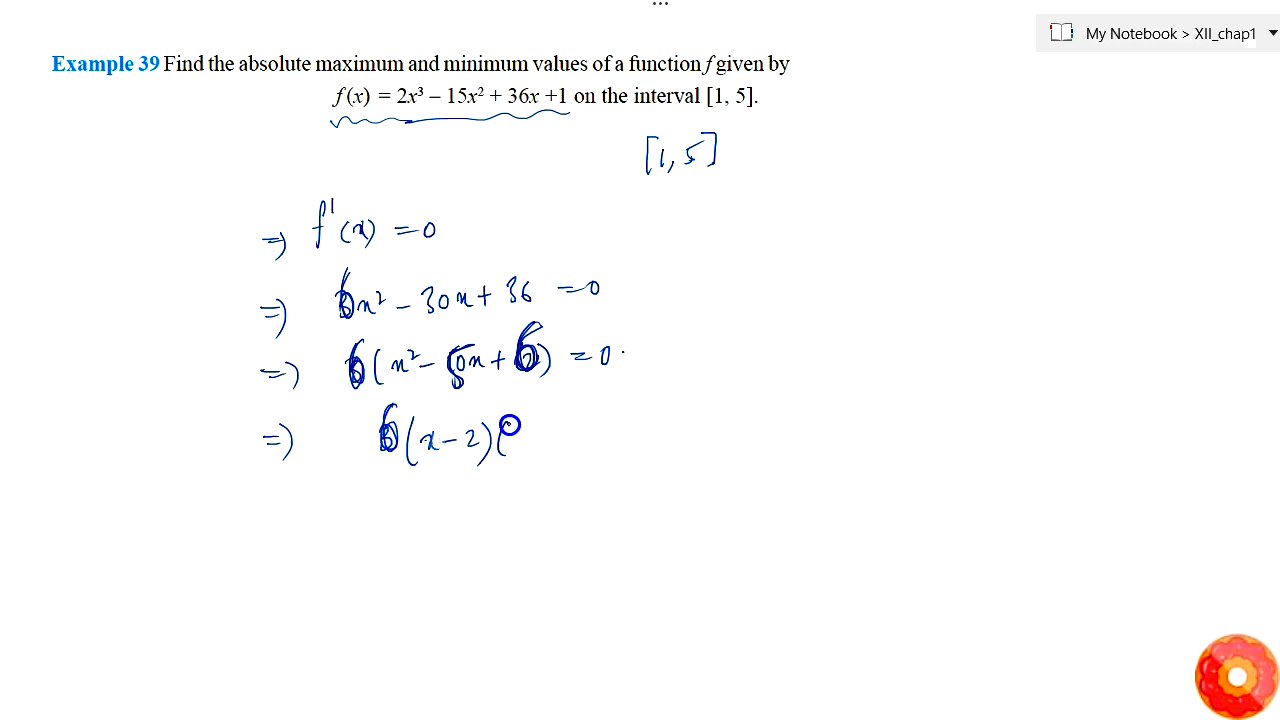 ...
My Notebook > XII_chap1
Example 39 Find the absolute maximum and minimum values of a function f given by
f(x) = 2x³ – 15x² + 36x +1 on the interval [1, 5].
[1, 5]
⇒ f'(x) = 0
⇒ 6x² - 30x + 36 = 0
⇒ 6(x² - 5x + 6) = 0.
⇒ 6(x - 2)(